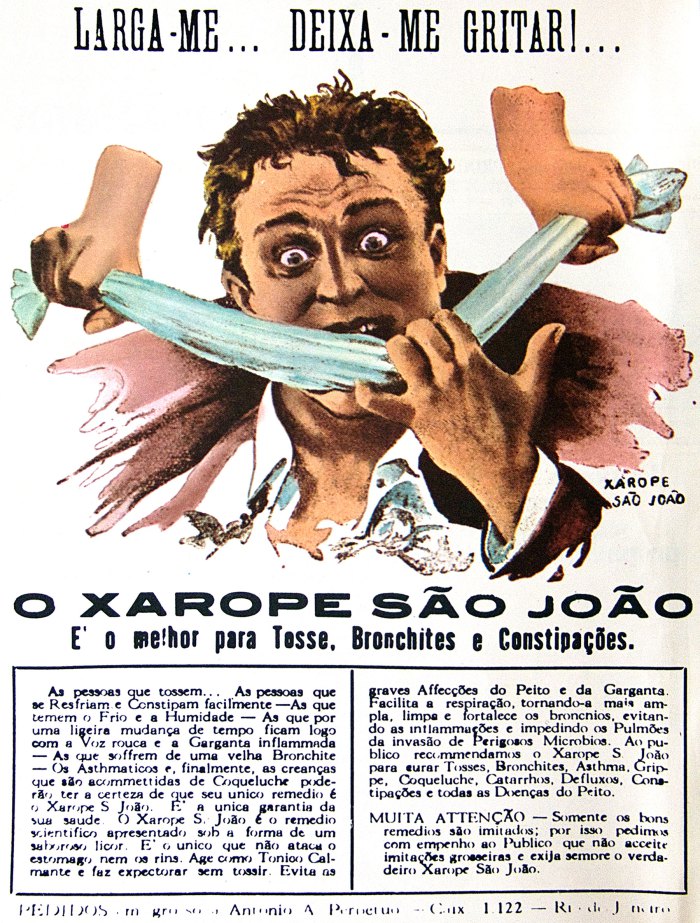 LARGA-ME... DEIXA-ME GRITAR!...
XAROPE
SÃO JOÃO
O XAROPE SÃO JOÃO
E' o melhor para Tosse, Bronchites e Constipações.
As pessoas que tossem... As pessoas que
se Resfriam e Constipam facilmente — As que
temem o Frio e a Humidade — As que por
uma ligeira mudança de tempo ficam logo
com a Voz rouca e a Garganta inflammada
— As que soffrem de uma velha Bronchite
— Os Asthmaticos e, finalmente, as creanças
que são acommettidas de Coqueluche pode-
rão ter a certeza de que seu unico remedio é
o Xarope S. João. E' a unica garantia da
sua saude. O Xarope S. João é o remedio
scientifico apresentado sob a forma de um
saboroso licor. E' o unico que não ataca o
estomago nem os rins. Age como Tonico Cal-
mante e faz expectorar sem tossir. Evita as
graves Affecções do Peito e da Garganta.
Facilita a respiração, tornando-a mais am-
pla, limpa e fortalece os bronchios, evitan-
do as inflammações e impedindo os Pulmões
da invasão de Perigosos Microbios. Ao pu-
blico recommendamos o Xarope S. João
para curar Tosses, Bronchites, Asthma, Grip-
pe, Coqueluche, Catarrhos, Defluxos, Cons-
tipações e todas as Doenças do Peito.
MUITA ATTENÇÃO — Somente os bons
remedios são imitados; por isso pedimos
com empenho ao Publico que não acceite
imitações grosseiras e exija sempre o verda-
deiro Xarope São João.
PEDIDOS em grosso a Antonio A. Perpetuo — Caix. 1.122 — Rio de Janeiro